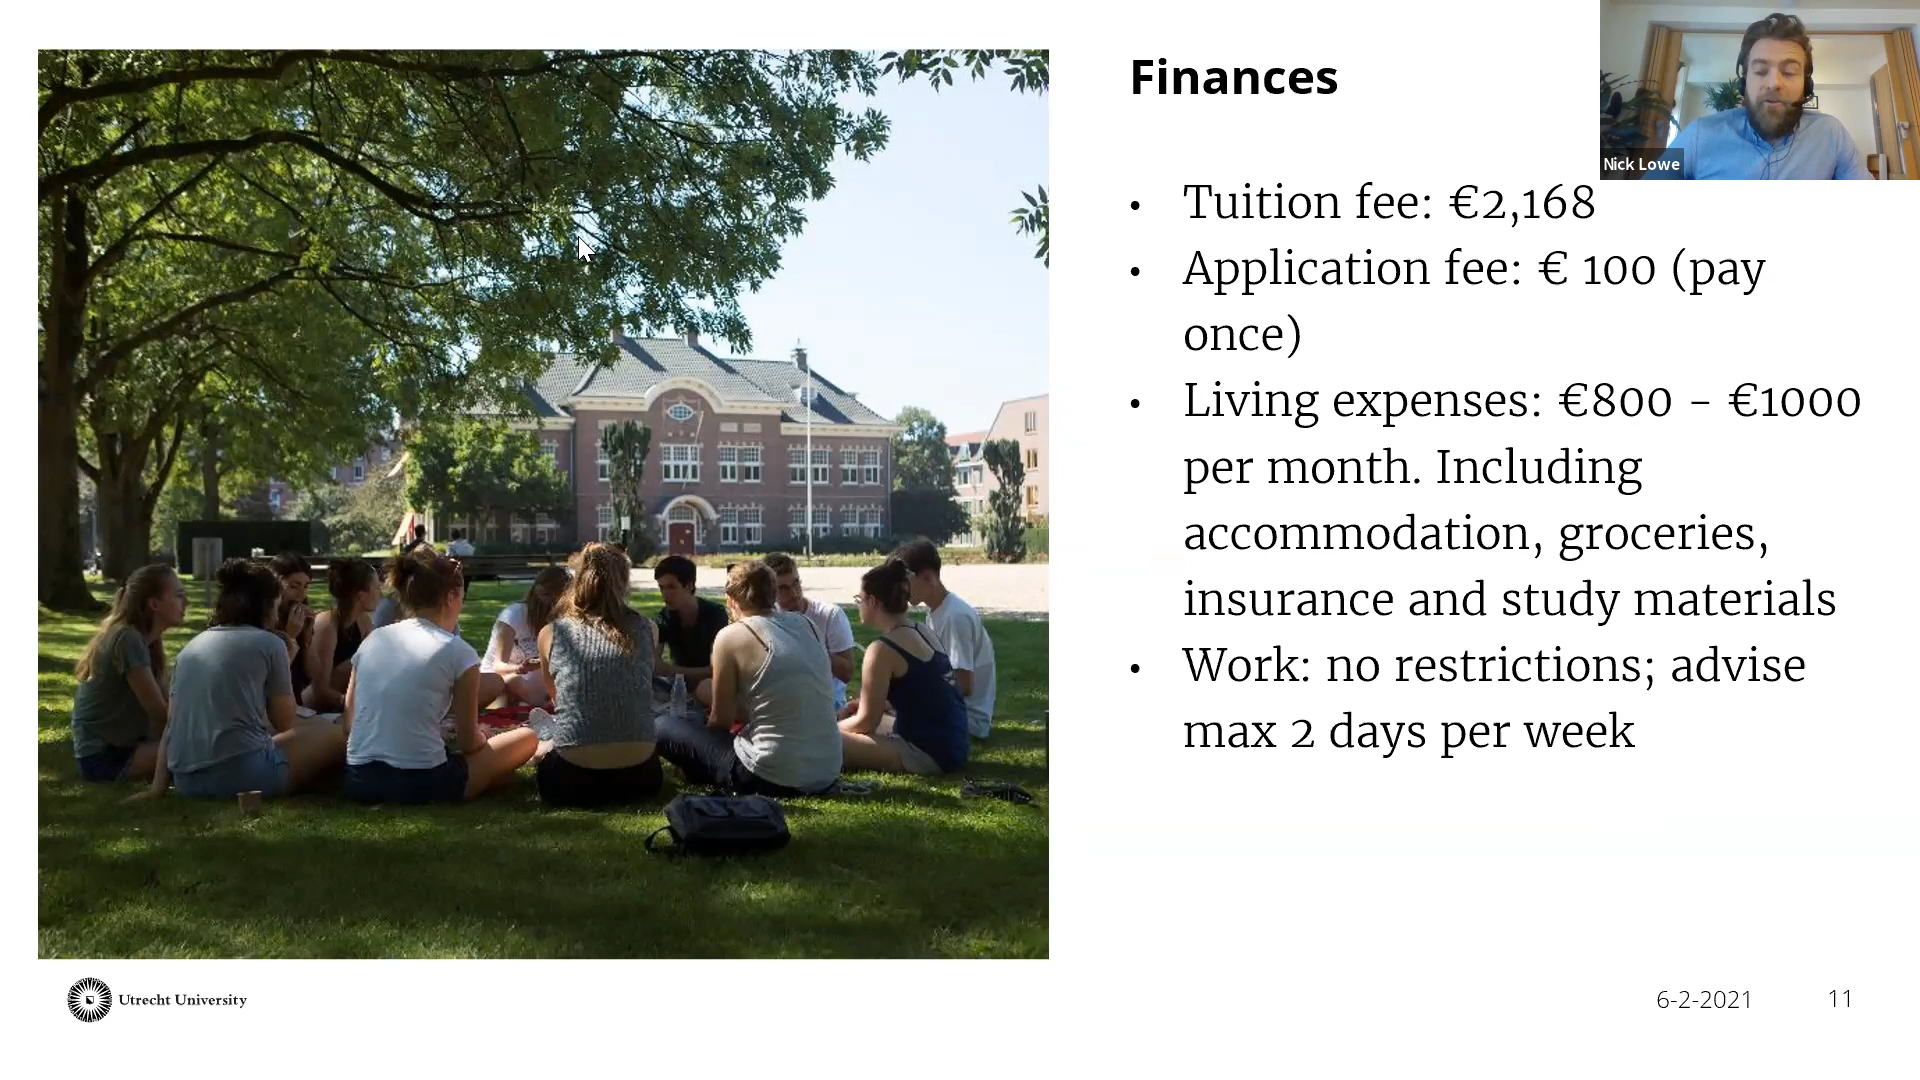 Finances
Nick Lowe
• Tuition fee: €2,168
• Application fee: € 100 (pay
once)
• Living expenses: €800 - €1000
per month. Including
accommodation, groceries,
insurance and study materials
• Work: no restrictions; advise
max 2 days per week
Utrecht University
6-2-2021
11